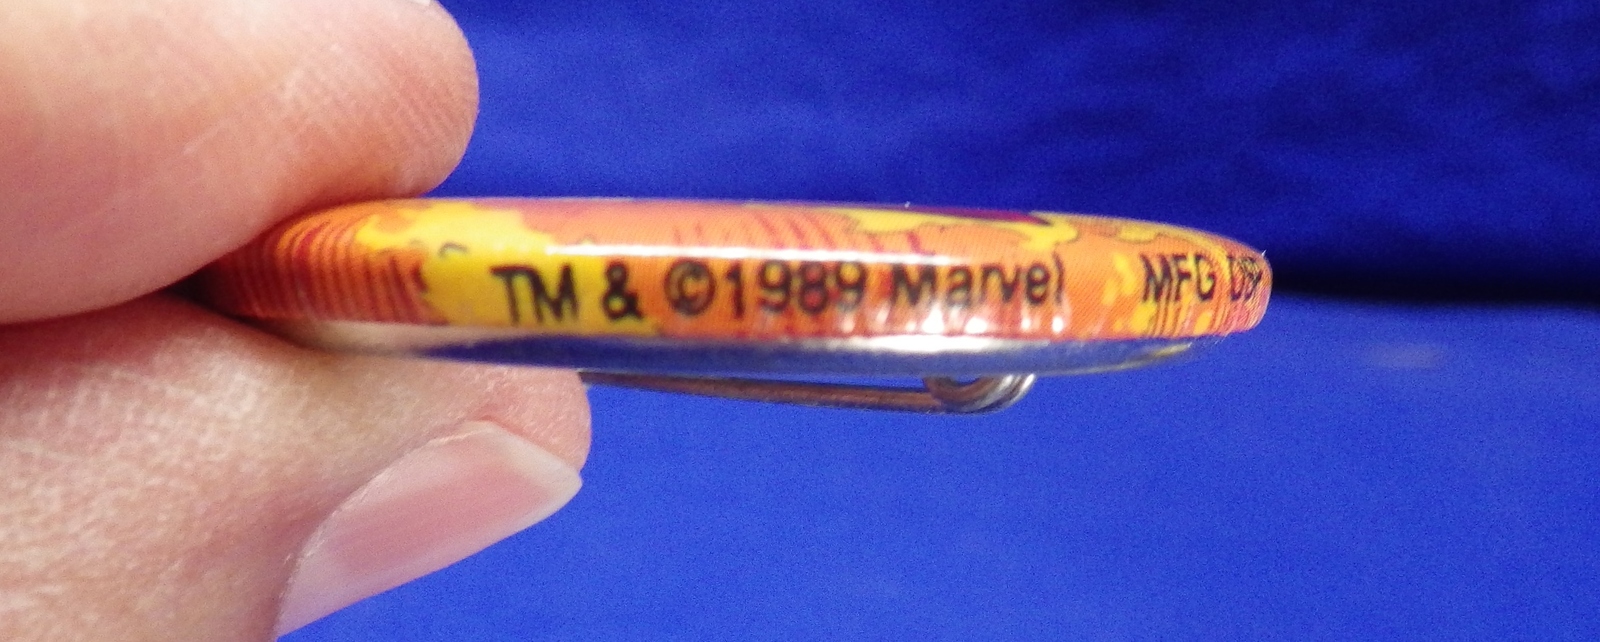 TM & ©1989 Marvel MFG